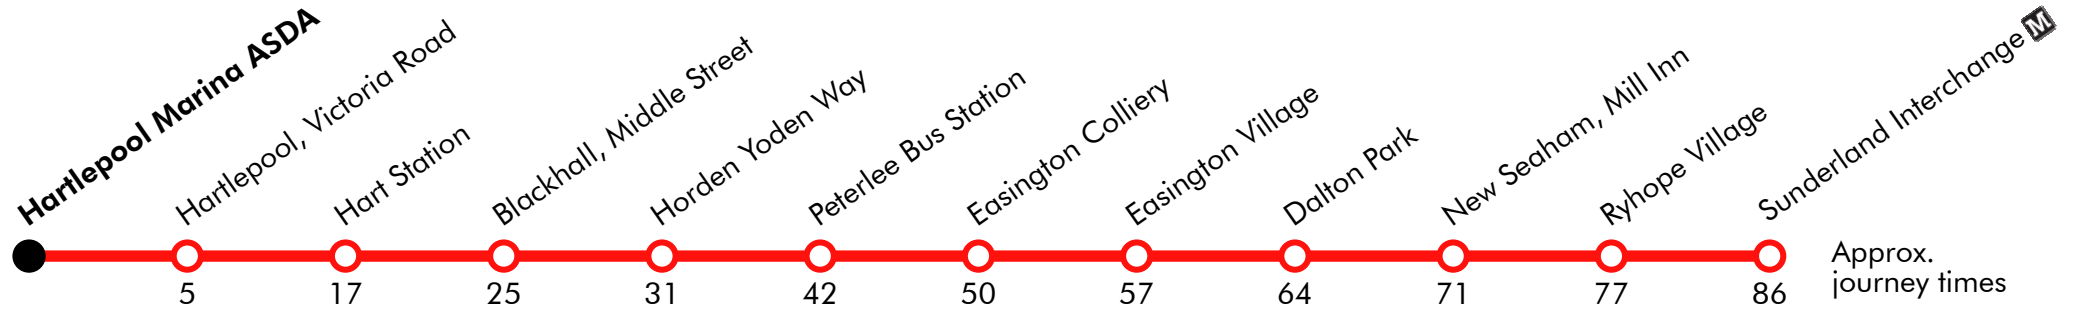 Hartlepool Marina ASDA
Hartlepool, Victoria Road
Hart Station
Blackhall, Middle Street
Horden Yoden Way
Peterlee Bus Station
Easington Colliery
Easington Village
Dalton Park
New Seaham, Mill Inn
Ryhope Village
Sunderland Interchange M
5 17 25 31 42 50 57 64 71 77 86
Approx.
journey times